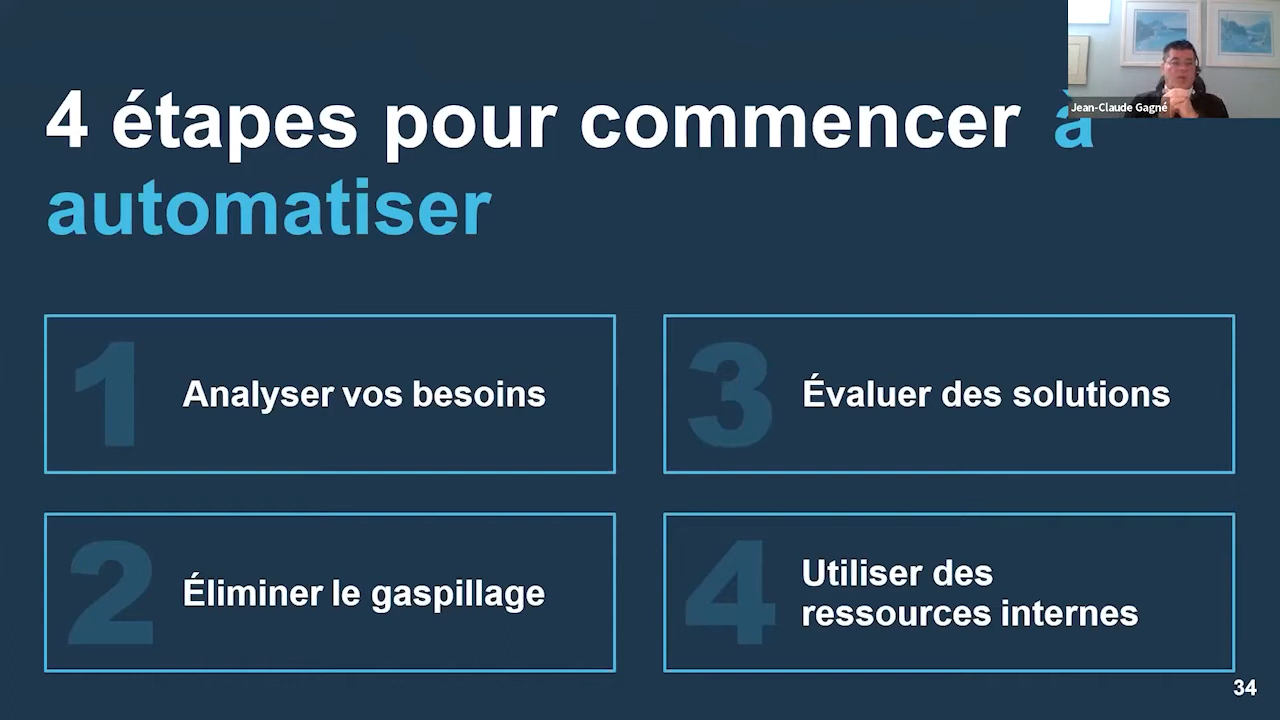 Jean-Claude Gagné
4 étapes pour commencer à
automatiser
1
Analyser vos besoins
2
Éliminer le gaspillage
3
Évaluer des solutions
4
Utiliser des
ressources internes
34